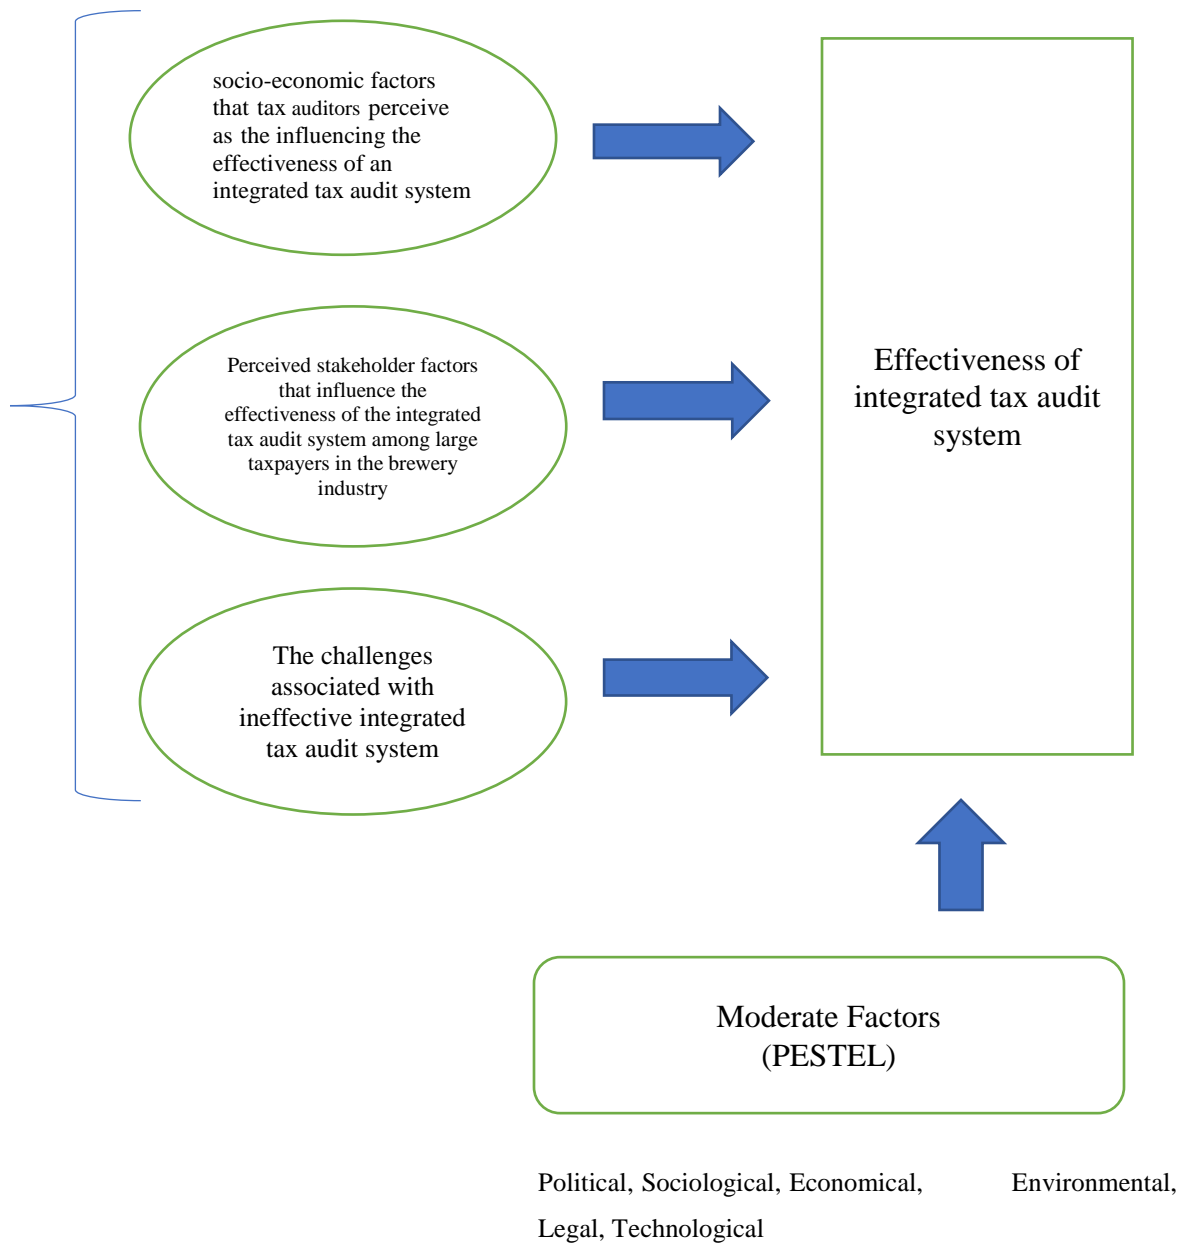 socio-economic factors
that tax auditors perceive
as the influencing the
effectiveness of an
integrated tax audit system
Perceived stakeholder factors
that influence the
effectiveness of the integrated
tax audit system among large
taxpayers in the brewery
industry
The challenges
associated with
ineffective integrated
tax audit system
Effectiveness of
integrated tax audit
system
Moderate Factors
(PESTEL)
Political, Sociological, Economical, Environmental,
Legal, Technological